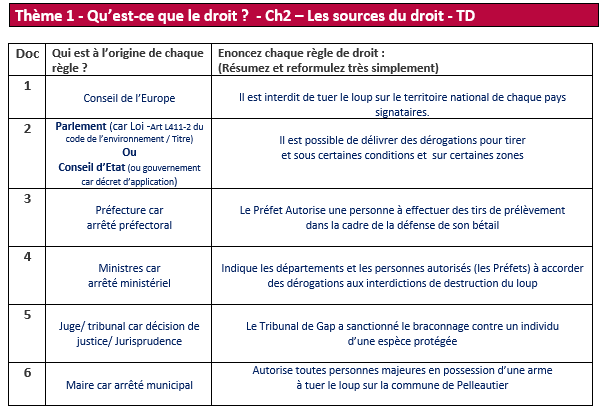 Thème 1 - Qu'est-ce que le droit ? - Ch2 – Les sources du droit - TD
Doc
Qui est à l'origine de chaque
règle ?
Enoncez chaque règle de droit :
(Résumez et reformulez très simplement)
1
Conseil de l'Europe
Il est interdit de tuer le loup sur le territoire national de chaque pays
signataires.
2
Parlement (car Loi -Art L411-2 du
code de l'environnement / Titre)
Ou
Conseil d'Etat (ou gouvernement
car décret d'application)
Il est possible de délivrer des dérogations pour tirer
et sous certaines conditions et sur certaines zones
3
Préfecture car
arrêté préfectoral
Le Préfet Autorise une personne à effectuer des tirs de prélèvement
dans la cadre de la défense de son bétail
4
Ministres car
arrêté ministériel
Indique les départements et les personnes autorisés (les Préfets) à accorder
des dérogations aux interdictions de destruction du loup
5
Juge/ tribunal car décision de
justice/ Jurisprudence
Le Tribunal de Gap a sanctionné le braconnage contre un individu
d'une espèce protégée
6
Maire car arrêté municipal
Autorise toutes personnes majeures en possession d'une arme
à tuer le loup sur la commune de Pelleautier